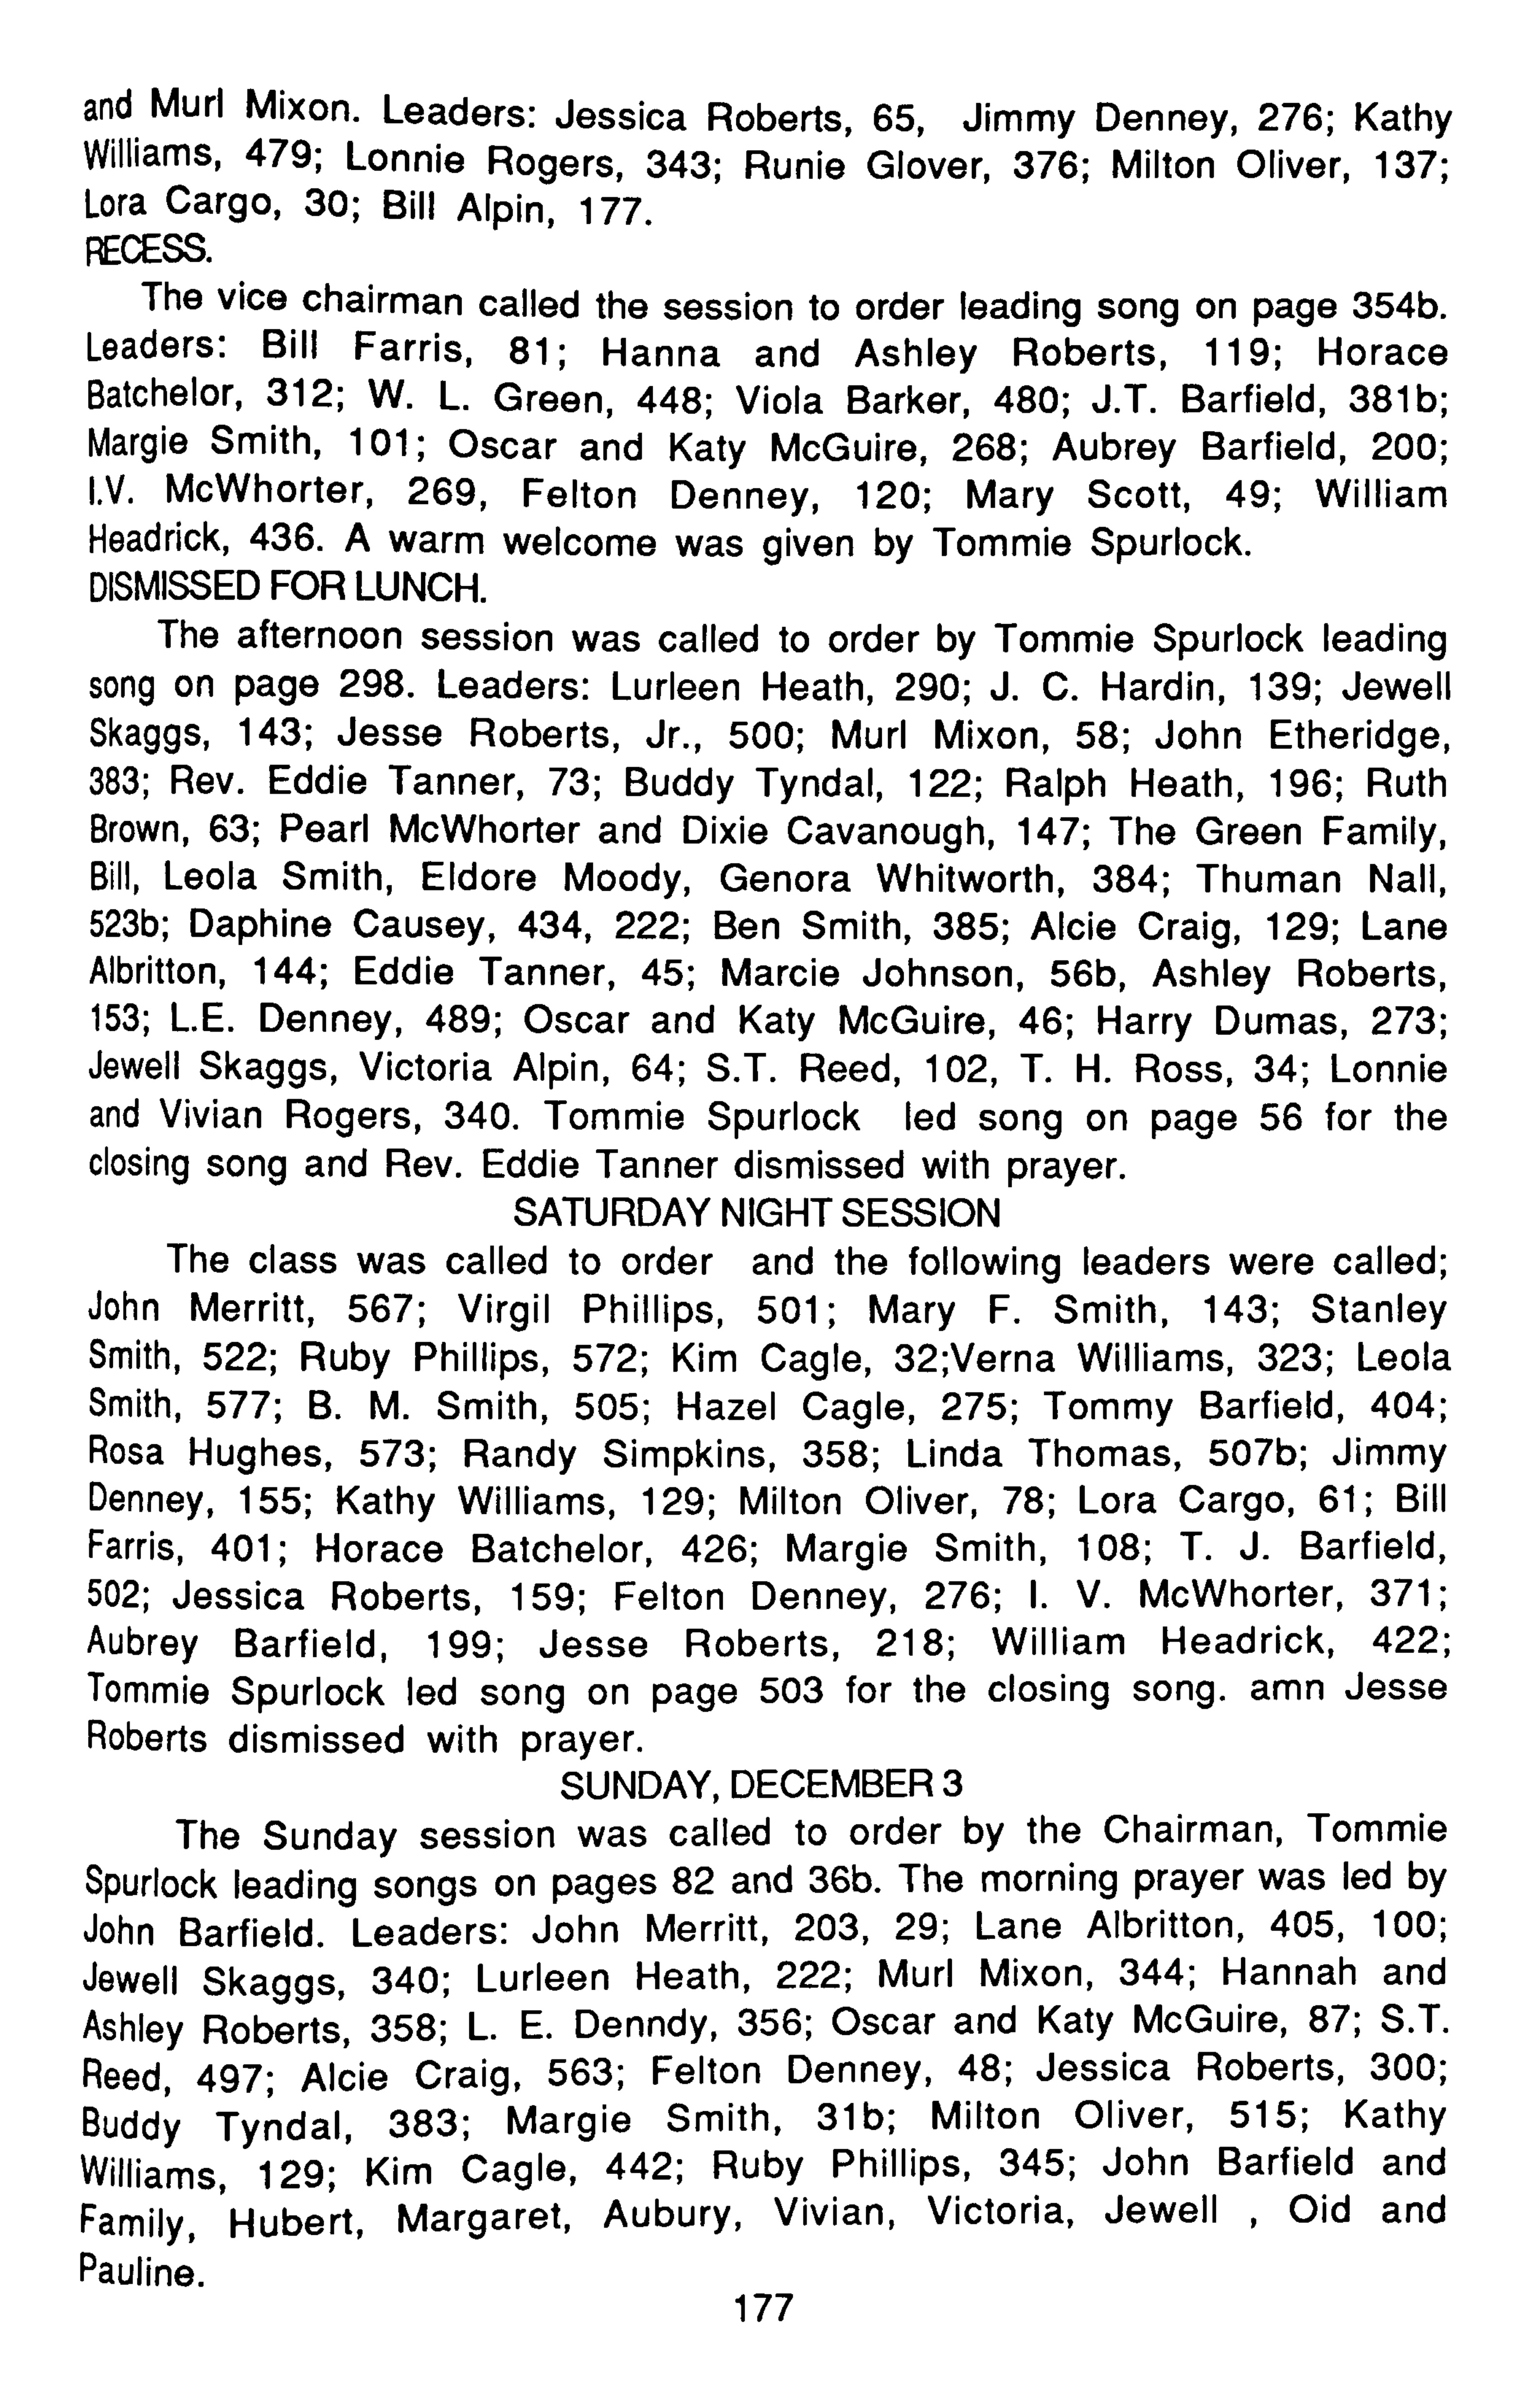 and Murl Mixon. Leaders: Jessica Roberts, 65, Jimmy Denney, 276; Kathy
Williams, 479; Lonnie Rogers, 343; Runie Glover, 376; Milton Oliver, 137;
Lora Cargo, 30; Bill Alpin, 177.
RECESS.
The vice chairman called the session to order leading song on page 354b.
Leaders: Bill Farris, 81; Hanna and Ashley Roberts, 119; Horace
Batchelor, 312; W. L. Green, 448; Viola Barker, 480; J.T. Barfield, 381b;
Margie Smith, 101; Oscar and Katy McGuire, 268; Aubrey Barfield, 200;
I.V. McWhorter, 269, Felton Denney, 120; Mary Scott, 49; William
Headrick, 436. A warm welcome was given by Tommie Spurlock.
DISMISSED FOR LUNCH.
The afternoon session was called to order by Tommie Spurlock leading
song on page 298. Leaders: Lurleen Heath, 290; J. C. Hardin, 139; Jewell
Skaggs, 143; Jesse Roberts, Jr., 500; Murl Mixon, 58; John Etheridge,
383; Rev. Eddie Tanner, 73; Buddy Tyndal, 122; Ralph Heath, 196; Ruth
Brown, 63; Pearl McWhorter and Dixie Cavanough, 147; The Green Family,
Bill, Leola Smith, Eldore Moody, Genora Whitworth, 384; Thuman Nall,
523b; Daphine Causey, 434, 222; Ben Smith, 385; Alcie Craig, 129; Lane
Albritton, 144; Eddie Tanner, 45; Marcie Johnson, 56b, Ashley Roberts,
153; L.E. Denney, 489; Oscar and Katy McGuire, 46; Harry Dumas, 273;
Jewell Skaggs, Victoria Alpin, 64; S.T. Reed, 102, T. H. Ross, 34; Lonnie
and Vivian Rogers, 340. Tommie Spurlock led song on page 56 for the
closing song and Rev. Eddie Tanner dismissed with prayer.
SATURDAY NIGHT SESSION
The class was called to order and the following leaders were called;
John Merritt, 567; Virgil Phillips, 501; Mary F. Smith, 143; Stanley
Smith, 522; Ruby Phillips, 572; Kim Cagle, 32;Verna Williams, 323; Leola
Smith, 577; B. M. Smith, 505; Hazel Cagle, 275; Tommy Barfield, 404;
Rosa Hughes, 573; Randy Simpkins, 358; Linda Thomas, 507b; Jimmy
Denney, 155; Kathy Williams, 129; Milton Oliver, 78; Lora Cargo, 61; Bill
Farris, 401; Horace Batchelor, 426; Margie Smith, 108; T. J. Barfield,
502; Jessica Roberts, 159; Felton Denney, 276; I. V. McWhorter, 371;
Aubrey Barfield, 199; Jesse Roberts, 218; William Headrick, 422;
Tommie Spurlock led song on page 503 for the closing song. amn Jesse
Roberts dismissed with prayer.
SUNDAY, DECEMBER 3
The Sunday session was called to order by the Chairman, Tommie
Spurlock leading songs on pages 82 and 36b. The morning prayer was led by
John Barfield. Leaders: John Merritt, 203, 29; Lane Albritton, 405, 100;
Jewell Skaggs, 340; Lurleen Heath, 222; Murl Mixon, 344; Hannah and
Ashley Roberts, 358; L. E. Denndy, 356; Oscar and Katy McGuire, 87; S.T.
Reed, 497; Alcie Craig, 563; Felton Denney, 48; Jessica Roberts, 300;
Buddy Tyndal, 383; Margie Smith, 31b; Milton Oliver, 515; Kathy
Williams, 129; Kim Cagle, 442; Ruby Phillips, 345; John Barfield and
Family, Hubert, Margaret, Aubury, Vivian, Victoria, Jewell , Oid and
Pauline.
177